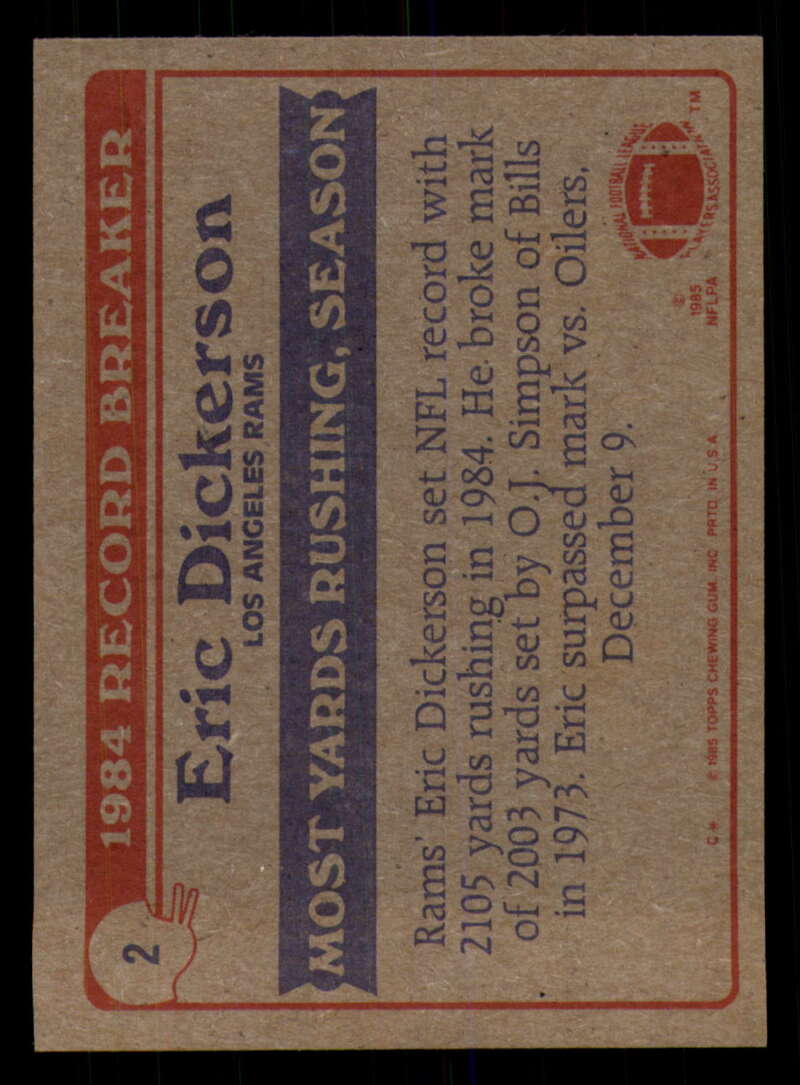 2
1984 RECORD BREAKER
Eric Dickerson
LOS ANGELES RAMS
MOST YARDS RUSHING, SEASON
Rams' Eric Dickerson set NFL record with
2105 yards rushing in 1984. He broke mark
of 2003 yards set by O.J. Simpson of Bills
in 1973. Eric surpassed mark vs. Oilers,
December 9.
NATIONAL FOOTBALL LEAGUE
PLAYERS ASSOCIATION
TM
©
1985
NFLPA
C* © 1985 TOPPS CHEWING GUM, INC. PRTD. IN U.S.A.